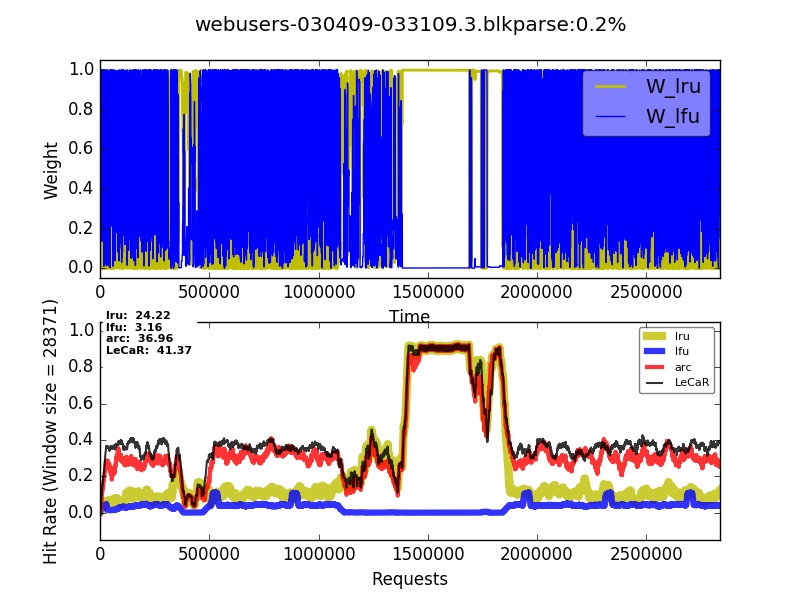 webusers-030409-033109.3.blkparse:0.2%
1.0
0.8
0.6
0.4
0.2
0.0
Weight
W_lru
W_lfu
0 500000 1000000 1500000 2000000 2500000
Time
lru: 24.22
lfu: 3.16
arc: 36.96
LeCaR: 41.37
1.0
0.8
0.6
0.4
0.2
0.0
Hit Rate (Window size = 28371)
lru
lfu
arc
LeCaR
0 500000 1000000 1500000 2000000 2500000
Requests